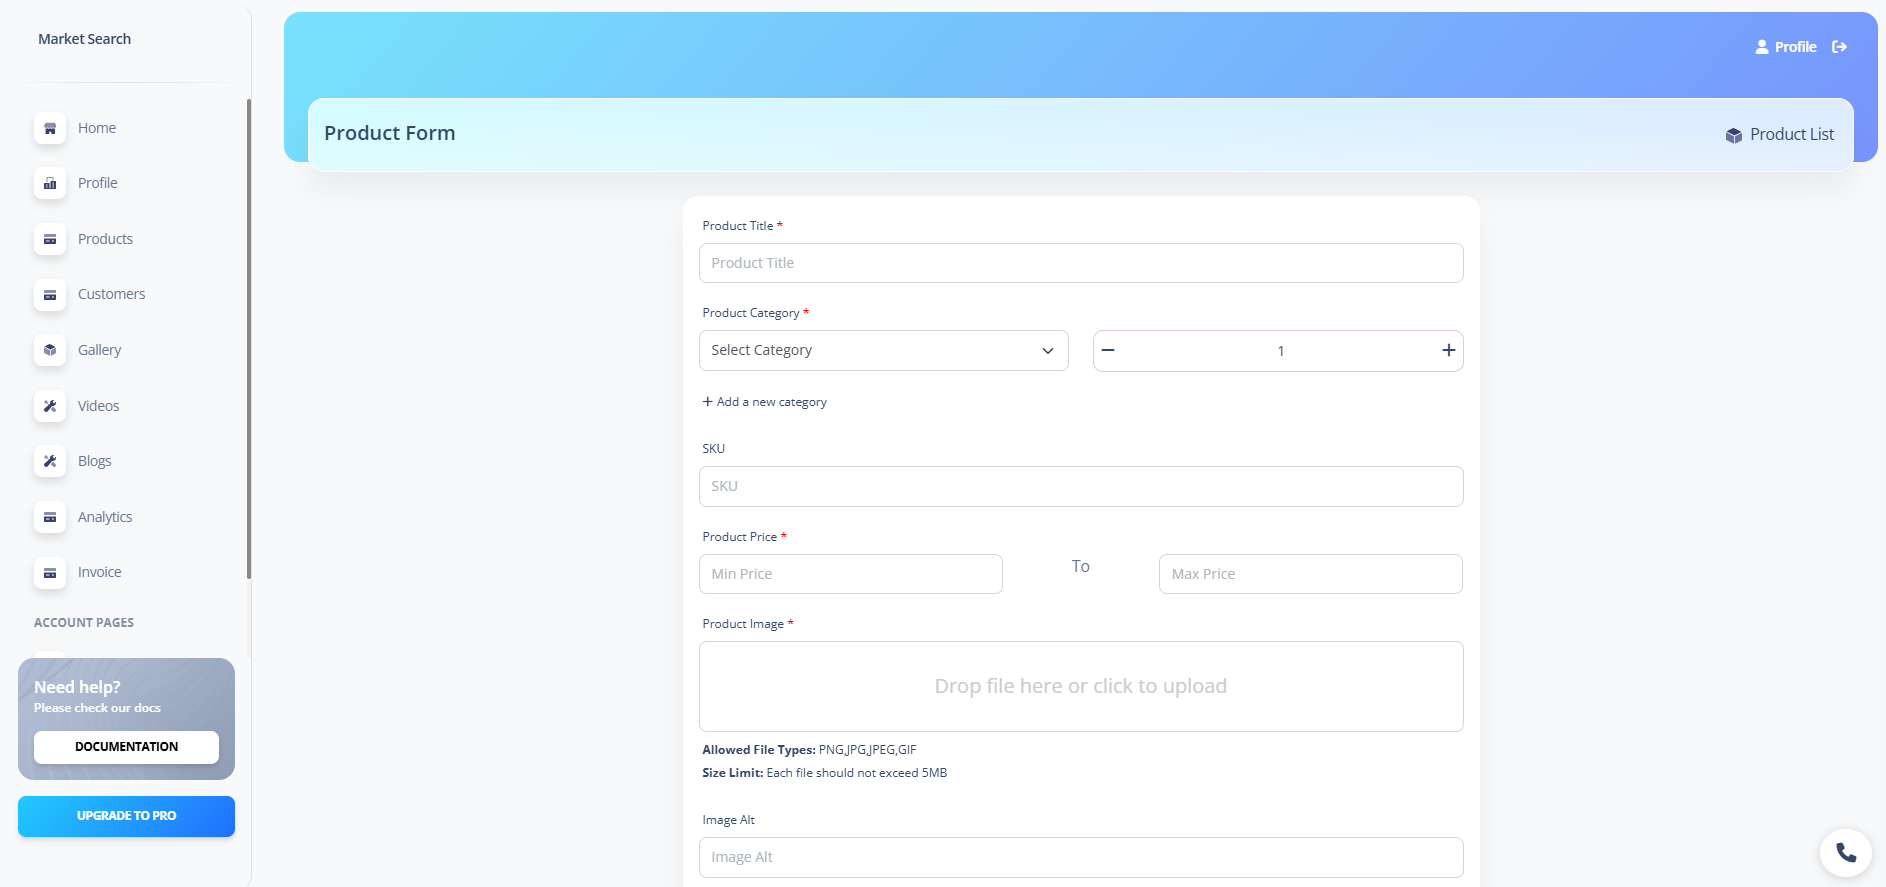 Market Search
Home
Profile
Products
Customers
Gallery
Videos
Blogs
Analytics
Invoice
ACCOUNT PAGES
Need help?
Please check our docs
DOCUMENTATION
UPGRADE TO PRO
Profile
Product Form
Product List
Product Title *
Product Title
Product Category *
Select Category
1
+ Add a new category
SKU
SKU
Product Price *
Min Price
To
Max Price
Product Image *
Drop file here or click to upload
Allowed File Types: PNG,JPG,JPEG,GIF
Size Limit: Each file should not exceed 5MB
Image Alt
Image Alt